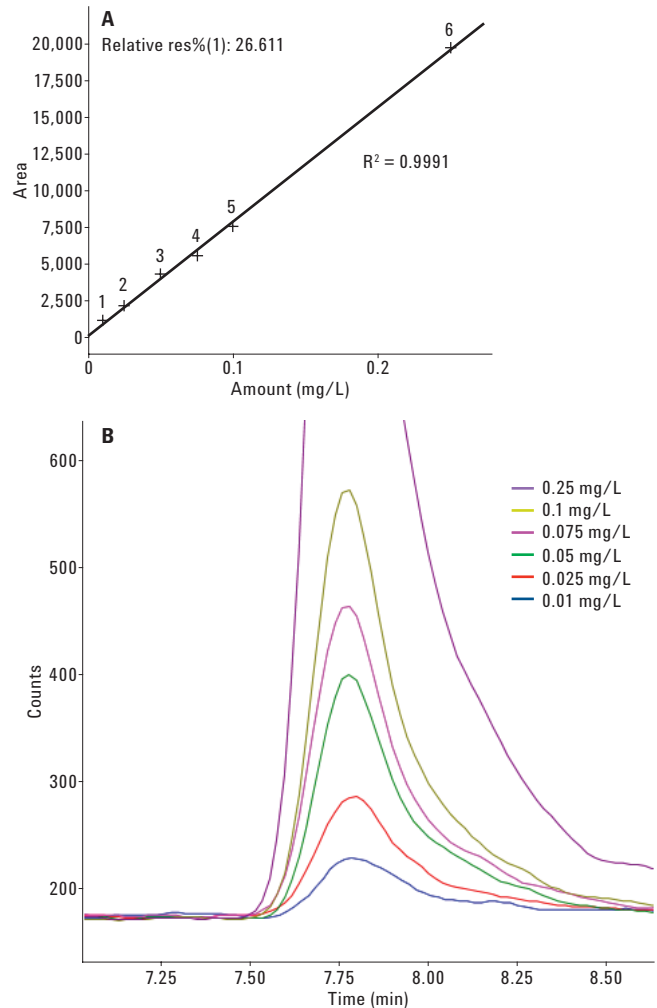 A
Relative res%(1): 26.611
20,000
17,500
15,000
12,500
10,000
7,500
5,000
2,500
0
Area
1
2
3
4
5
6
R² = 0.9991
0
0.1
0.2
Amount (mg/L)
B
600
500
400
300
200
Counts
0.25 mg/L
0.1 mg/L
0.075 mg/L
0.05 mg/L
0.025 mg/L
0.01 mg/L
7.25
7.50
7.75
8.00
8.25
8.50
Time (min)